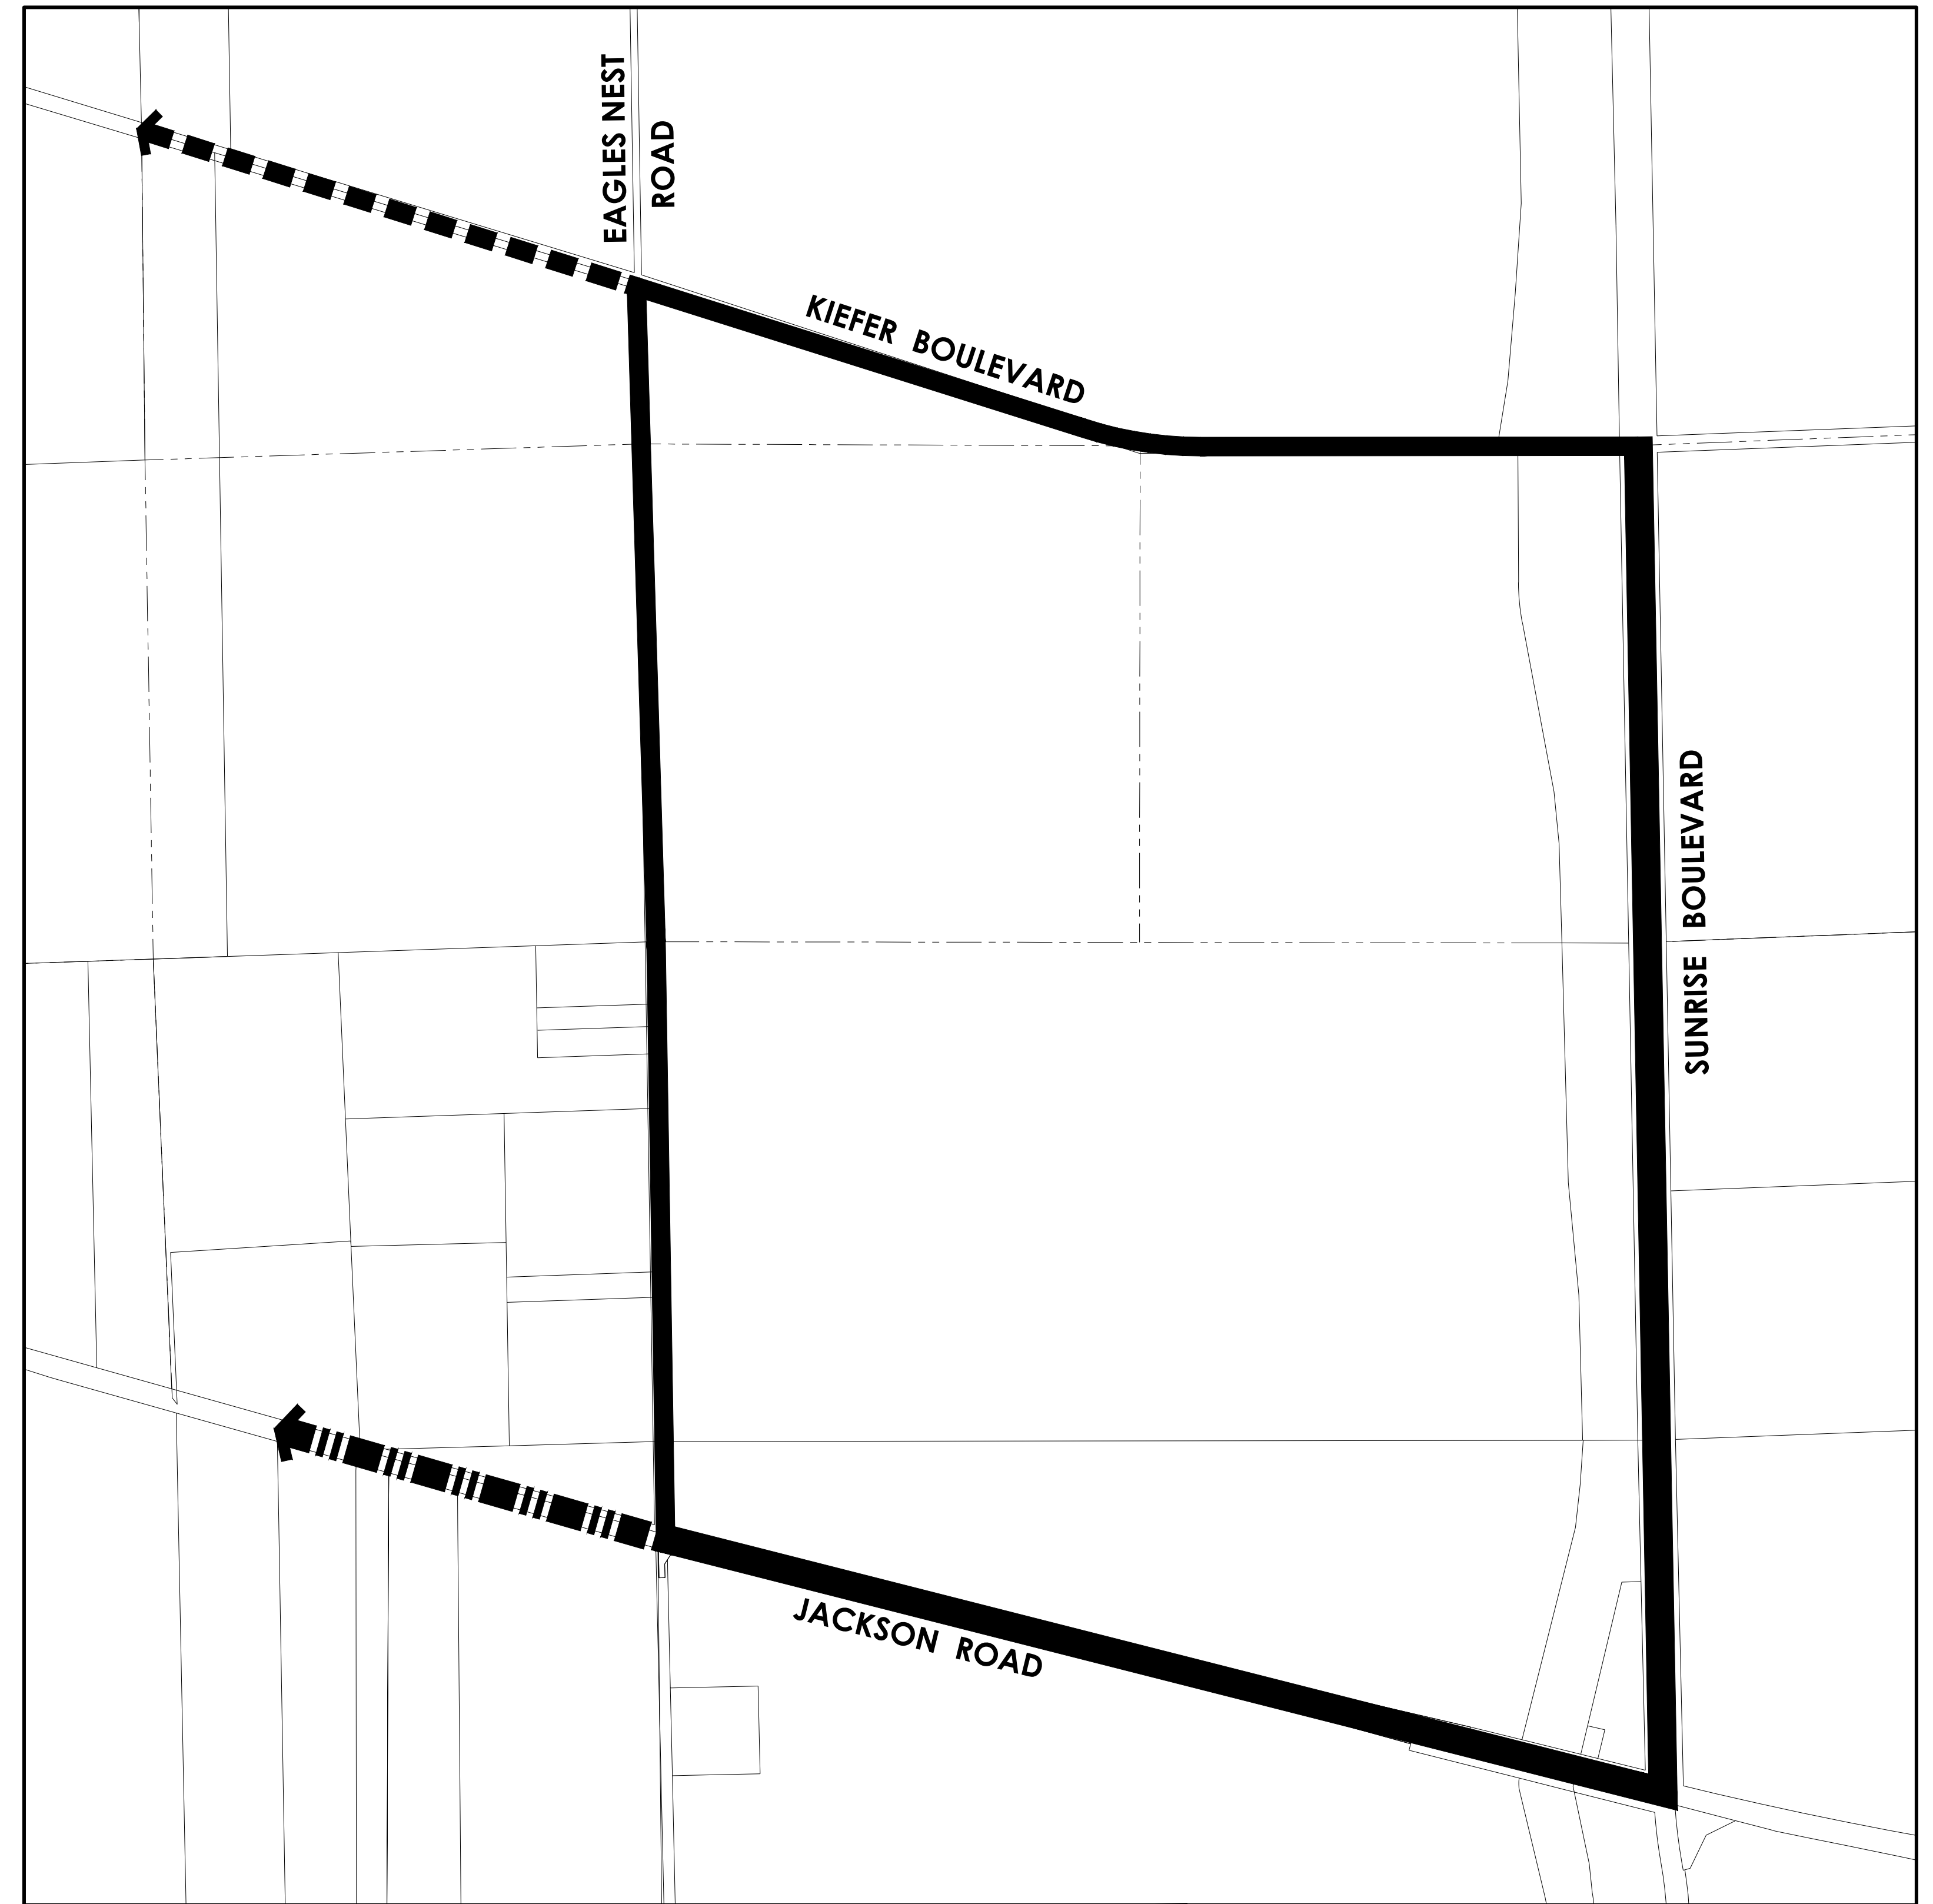 EAGLES NEST
ROAD
KIEFER BOULEVARD
SUNRISE BOULEVARD
JACKSON ROAD